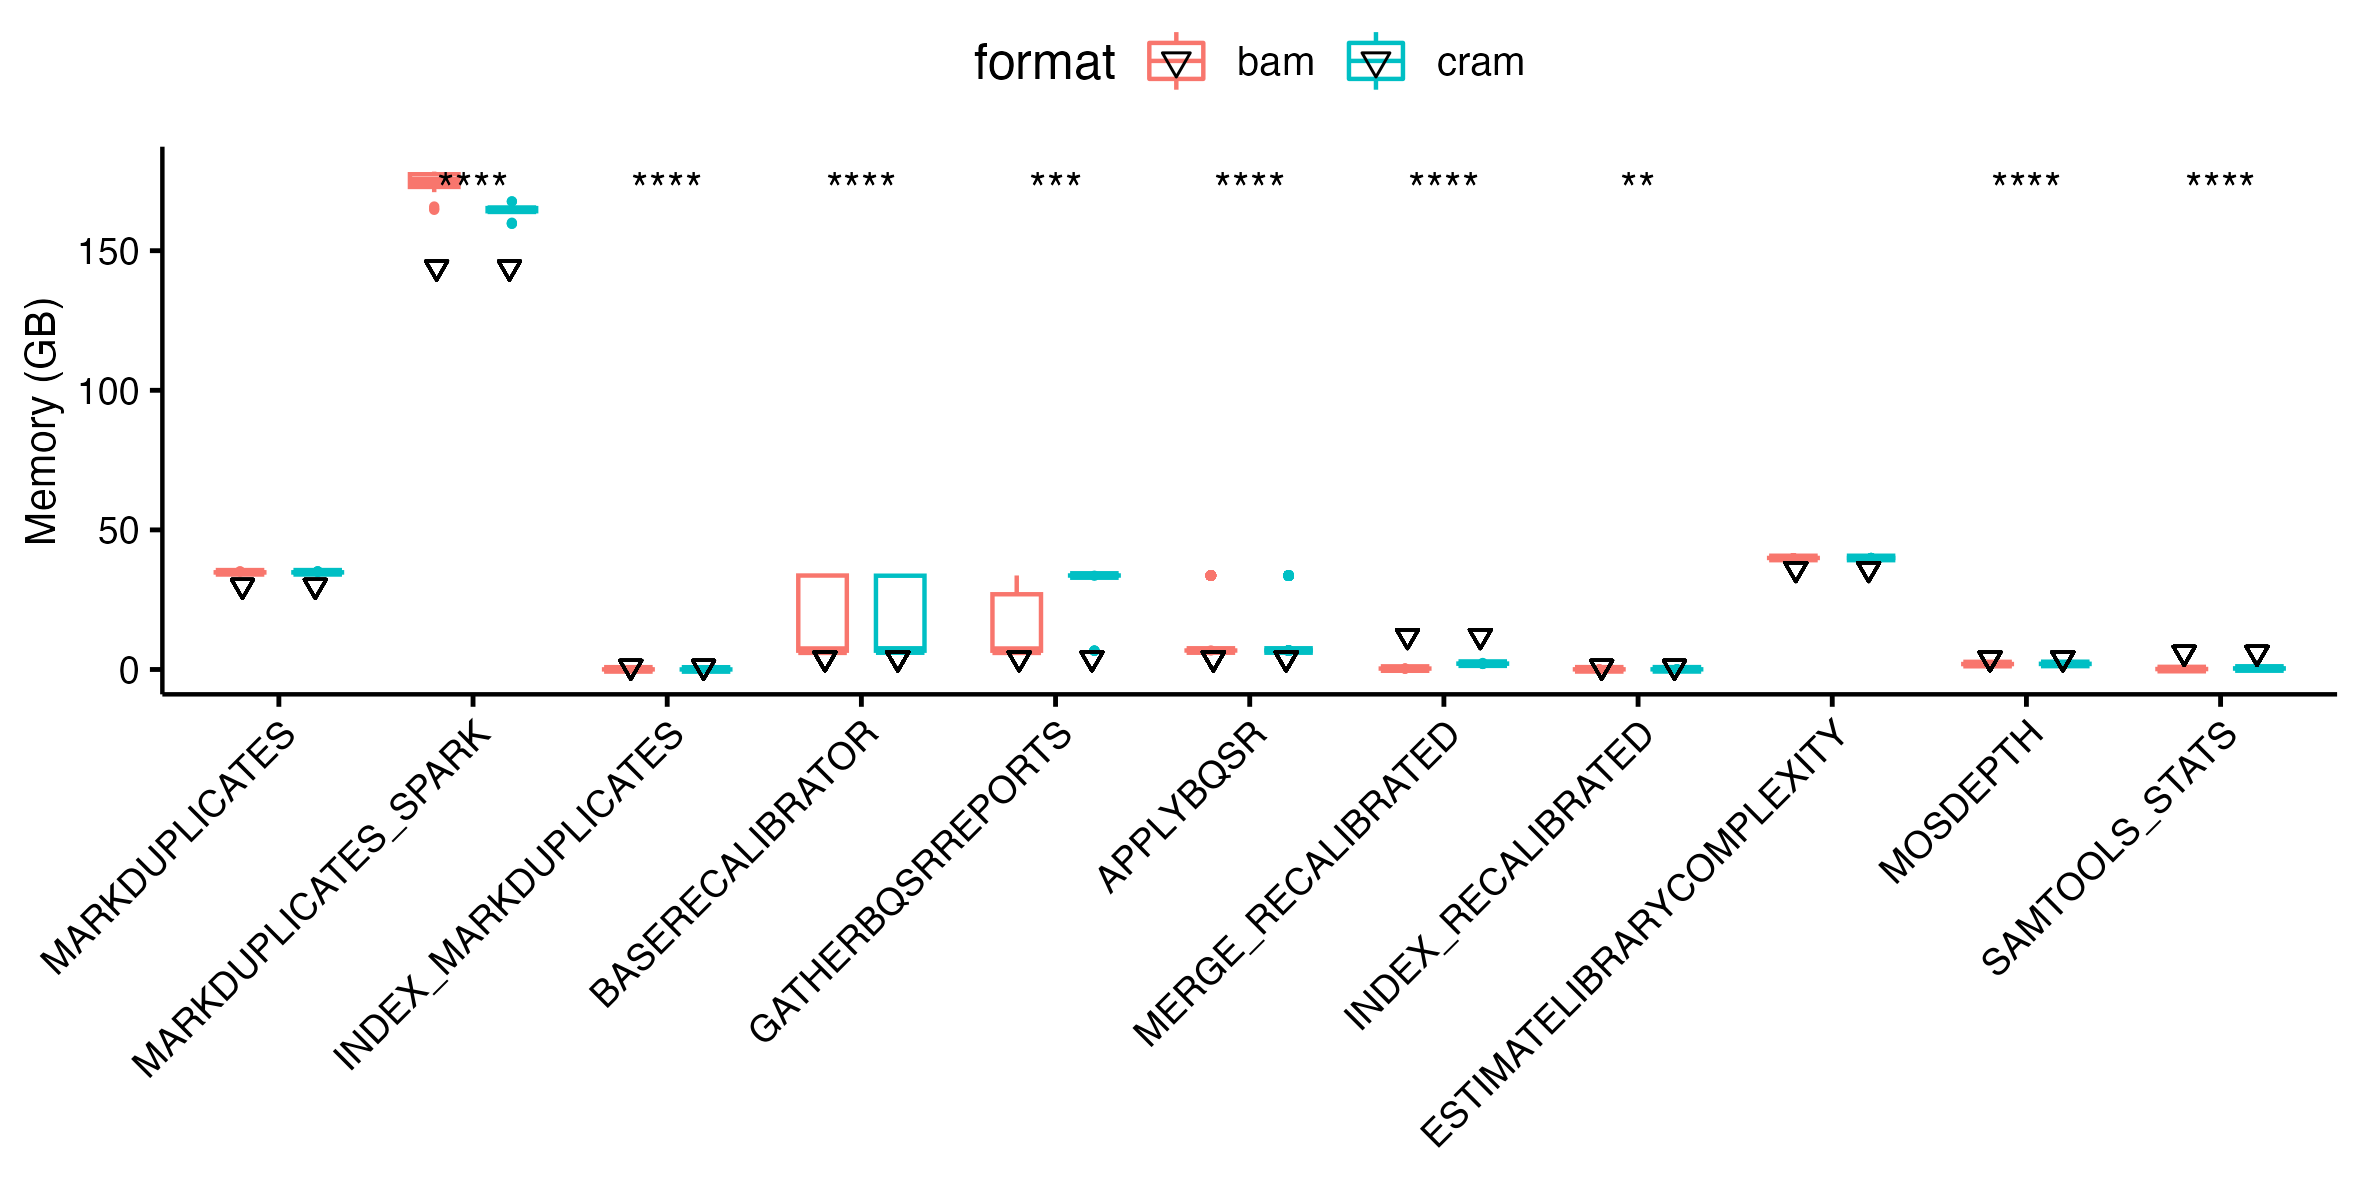 format bam cram
**** **** **** *** **** **** ** **** ****
Memory (GB)
150
100
50
0
MARKDUPLICATES
MARKDUPLICATES_SPARK
INDEX_MARKDUPLICATES
BASERECALIBRATOR
GATHERBQSRREPORTS
APPLYBQSR
MERGE_RECALIBRATED
INDEX_RECALIBRATED
ESTIMATELIBRARYCOMPLEXITY
MOSDEPTH
SAMTOOLS_STATS